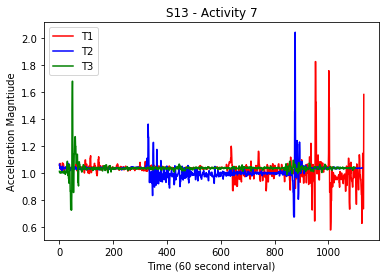 S13 - Activity 7
T1
T2
T3
Acceleration Magntiude
2.0
1.8
1.6
1.4
1.2
1.0
0.8
0.6
0 200 400 600 800 1000
Time (60 second interval)